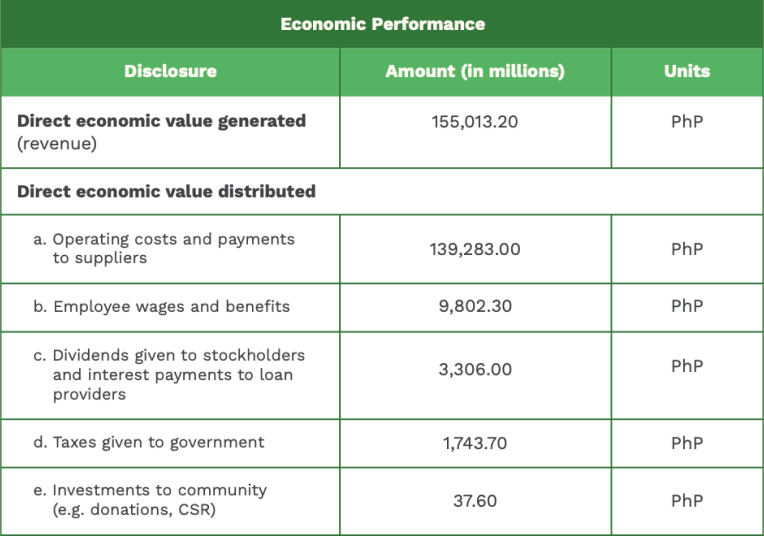 Economic Performance
Disclosure Amount (in millions) Units
Direct economic value generated 155,013.20 PhP
(revenue)
Direct economic value distributed
a. Operating costs and payments
to suppliers 139,283.00 PhP
b. Employee wages and benefits 9,802.30 PhP
c. Dividends given to stockholders
and interest payments to loan
providers 3,306.00 PhP
d. Taxes given to government 1,743.70 PhP
e. Investments to community
(e.g. donations, CSR) 37.60 PhP